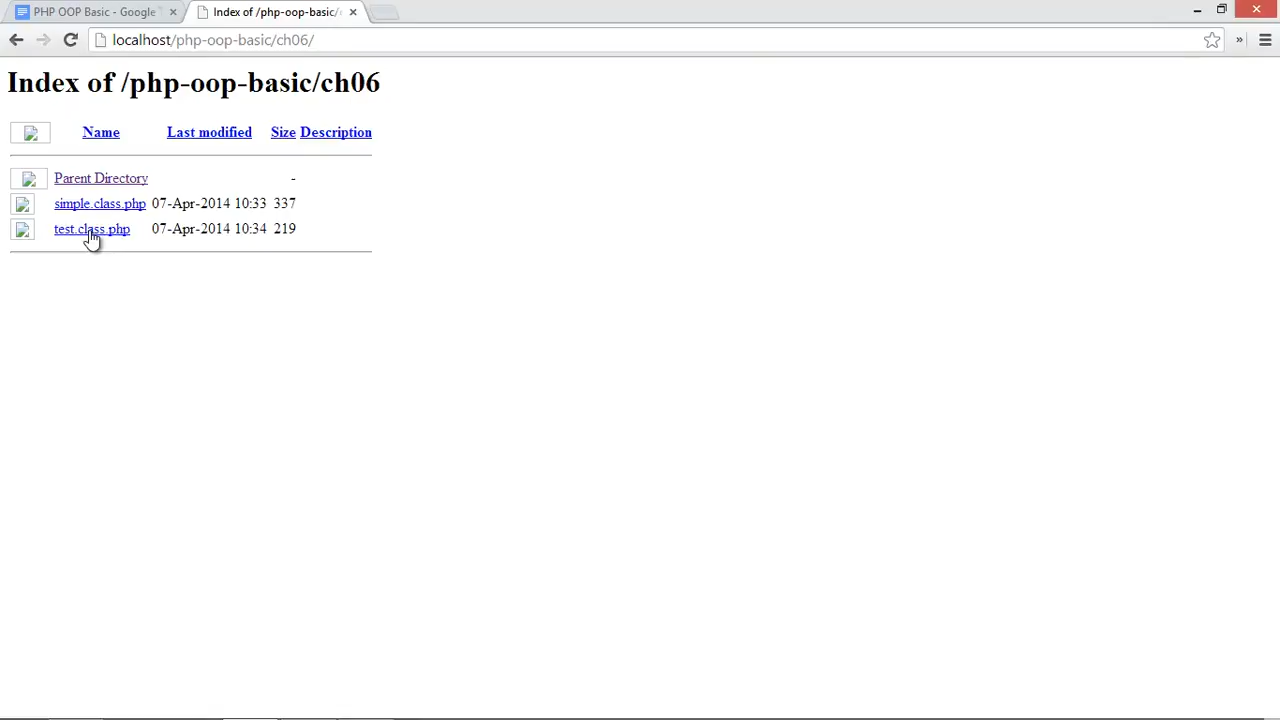 PHP OOP Basic - Google
Index of /php-oop-basic/
localhost/php-oop-basic/ch06/
Index of /php-oop-basic/ch06
Name Last modified Size Description
Parent Directory -
simple.class.php 07-Apr-2014 10:33 337
test.class.php 07-Apr-2014 10:34 219